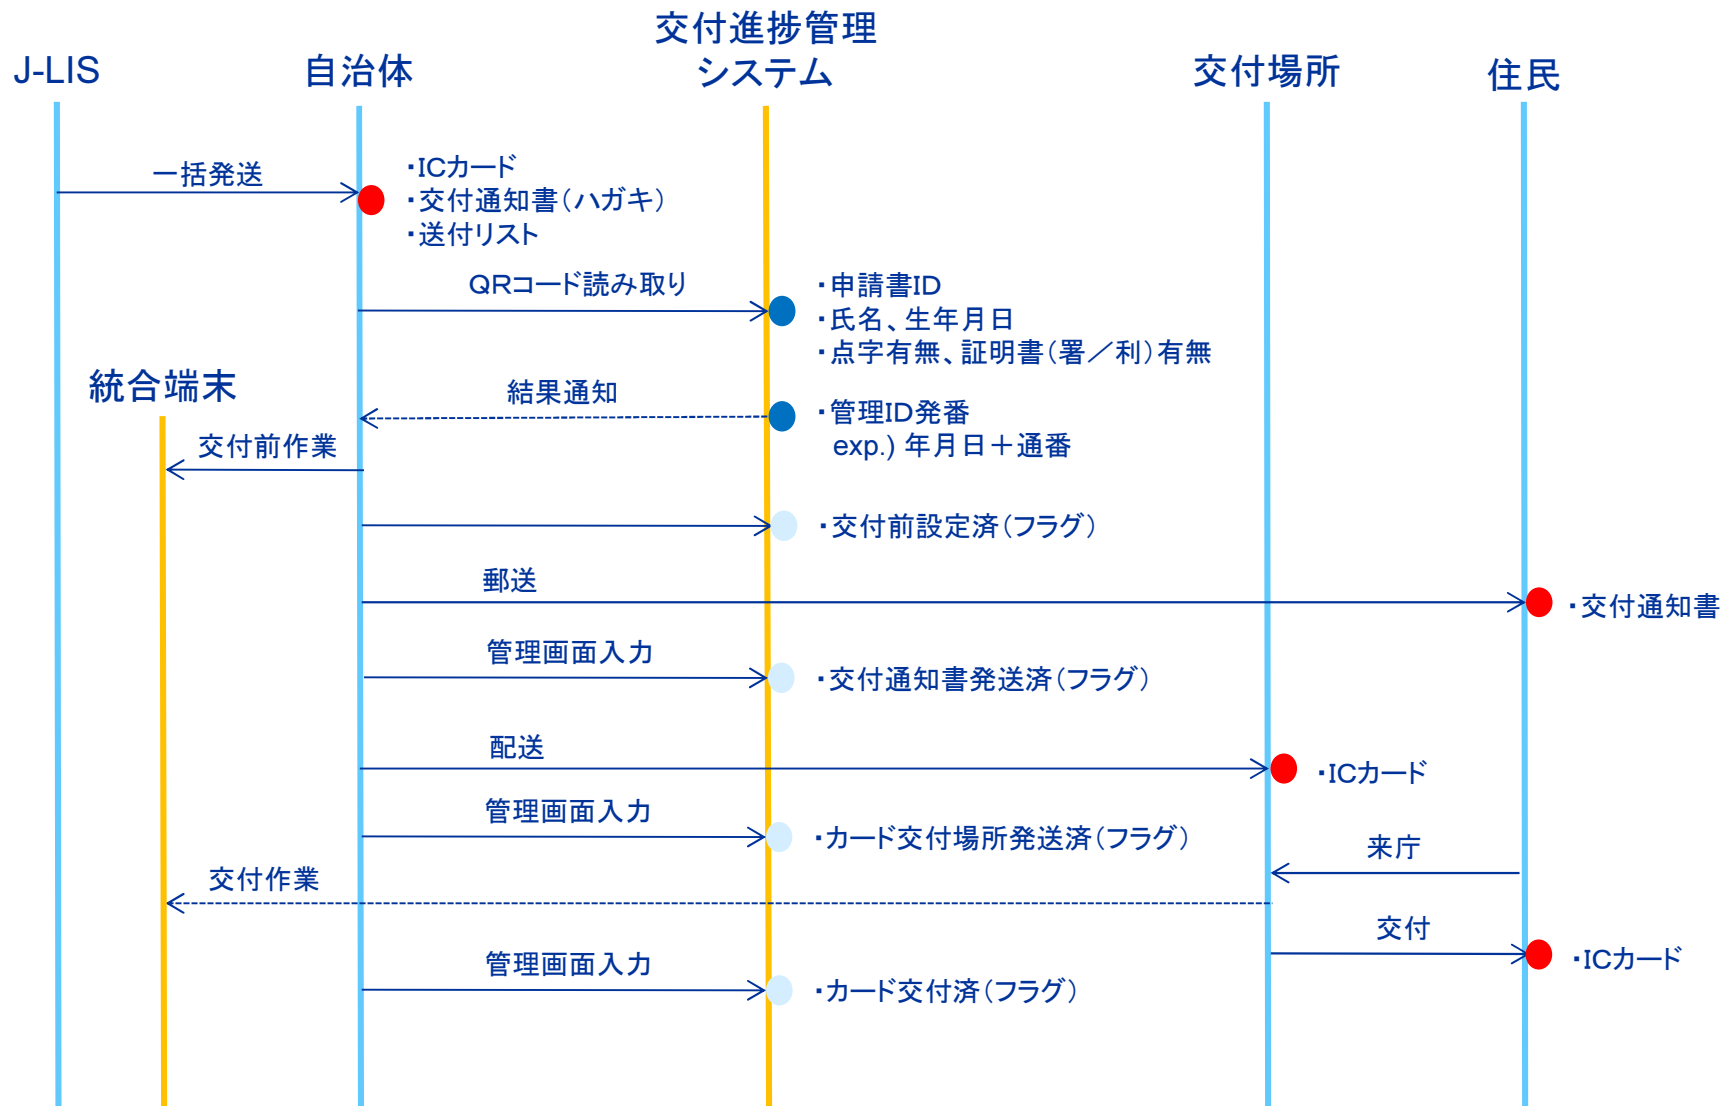 交付進捗管理
システム
J-LIS
自治体
交付場所
住民
一括発送
・ICカード
・交付通知書（ハガキ）
・送付リスト
ＱＲコード読み取り
・申請書ID
・氏名、生年月日
・点字有無、証明書（署／利）有無
統合端末
結果通知
・管理ID発番
exp.) 年月日＋通番
交付前作業
・交付前設定済（フラグ）
郵送
・交付通知書
管理画面入力
・交付通知書発送済（フラグ）
配送
・ICカード
管理画面入力
・カード交付場所発送済（フラグ）
来庁
交付作業
交付
・ICカード
管理画面入力
・カード交付済（フラグ）